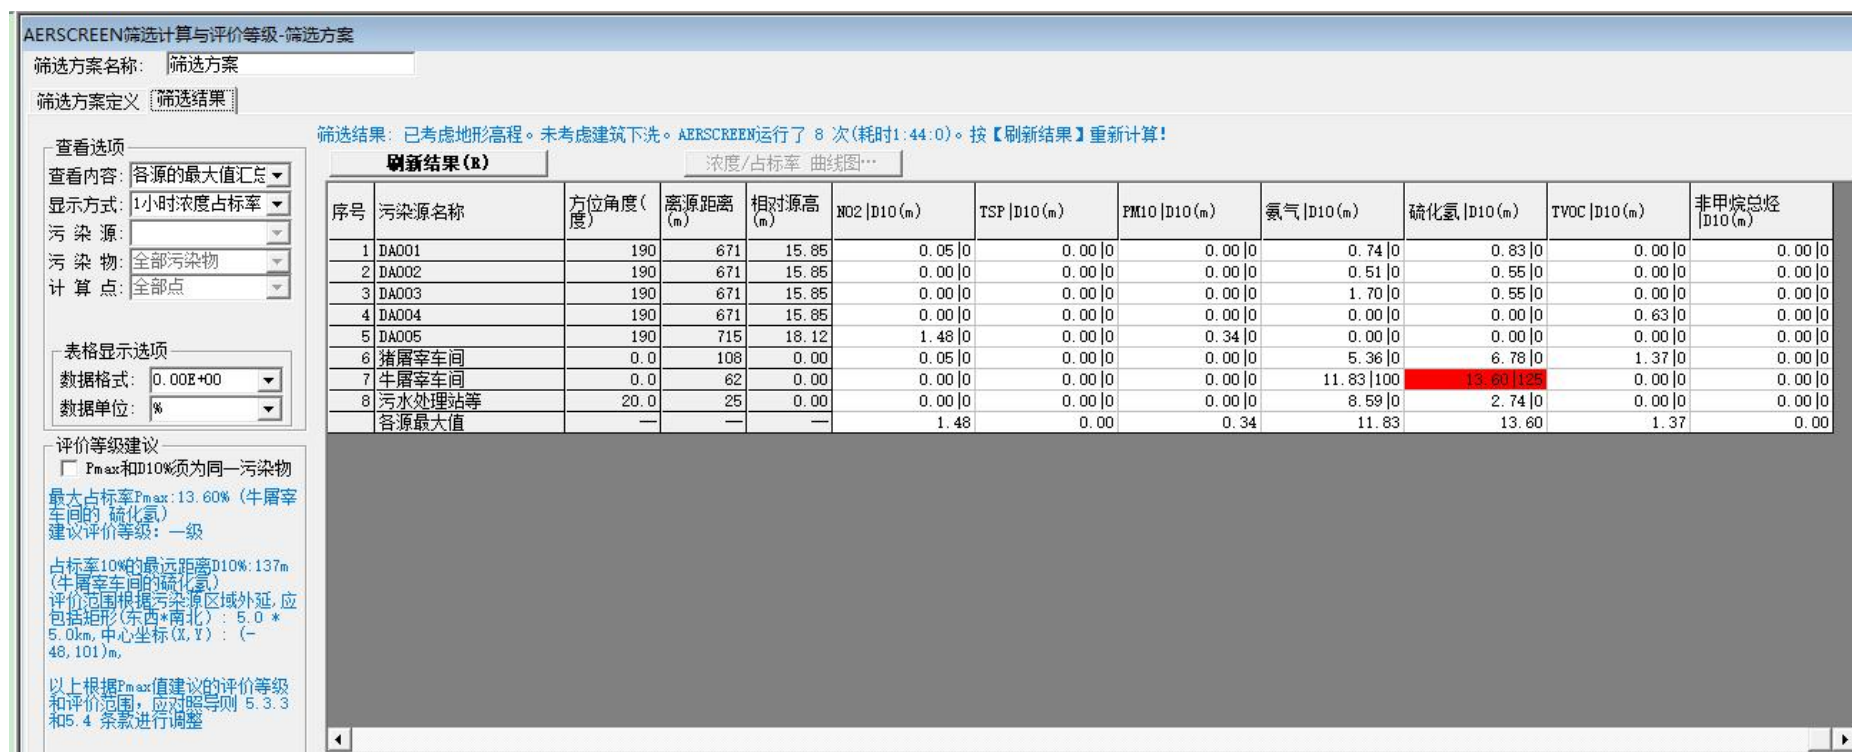 AERSCREEN筛选计算与评价等级-筛选方案
筛选方案名称: 筛选方案
筛选方案定义 筛选结果
筛选结果: 已考虑地形高程。未考虑建筑下洗。AERSCREEN运行了 8 次(耗时1:44:0)。按【刷新结果】重新计算!
刷新结果(R) 浓度/占标率 曲线图…
查看选项
查看内容: 各源的最大值汇总
显示方式: 1小时浓度占标率
污 染 源:
污 染 物: 全部污染物
计 算 点: 全部点
表格显示选项
数据格式: 0.00E+00
数据单位: %
评价等级建议
Pmax和D10%须为同一污染物
最大占标率Pmax:13.60% (牛屠宰
车间的 硫化氢)
建议评价等级: 一级
占标率10%的最远距离D10%:137m
(牛屠宰车间的硫化氢)
评价范围根据污染源区域外延,应
包括矩形(东西*南北) : 5.0 *
5.0km,中心坐标(X,Y) : (-
48,101)m,
以上根据Pmax值建议的评价等级
和评价范围, 应对照导则 5.3.3
和5.4 条款进行调整
序号 污染源名称 方位角度(度) 离源距离(m) 相对源高(m) NO2|D10(m) TSP|D10(m) PM10|D10(m) 氨气|D10(m) 硫化氢|D10(m) TVOC|D10(m) 非甲烷总烃|D10(m)
1 DA001 190 671 15.85 0.05|0 0.00|0 0.00|0 0.74|0 0.83|0 0.00|0 0.00|0
2 DA002 190 671 15.85 0.00|0 0.00|0 0.00|0 0.51|0 0.55|0 0.00|0 0.00|0
3 DA003 190 671 15.85 0.00|0 0.00|0 0.00|0 1.70|0 0.55|0 0.00|0 0.00|0
4 DA004 190 671 15.85 0.00|0 0.00|0 0.00|0 0.00|0 0.00|0 0.63|0 0.00|0
5 DA005 190 715 18.12 1.48|0 0.00|0 0.34|0 0.00|0 0.00|0 0.00|0 0.00|0
6 猪屠宰车间 0.0 108 0.00 0.05|0 0.00|0 0.00|0 5.36|0 6.78|0 1.37|0 0.00|0
7 牛屠宰车间 0.0 62 0.00 0.00|0 0.00|0 0.00|0 11.83|100 13.60|125 0.00|0 0.00|0
8 污水处理站等 20.0 25 0.00 0.00|0 0.00|0 0.00|0 8.59|0 2.74|0 0.00|0 0.00|0
各源最大值 — — — 1.48 0.00 0.34 11.83 13.60 1.37 0.00